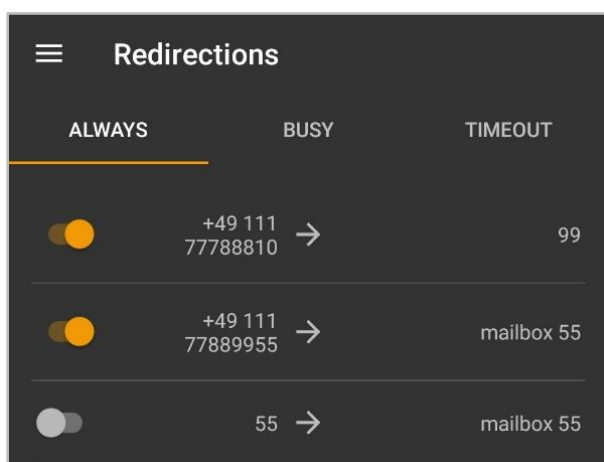 Redirections
ALWAYS BUSY TIMEOUT
+49 111
77788810 → 99
+49 111
77889955 → mailbox 55
55 → mailbox 55